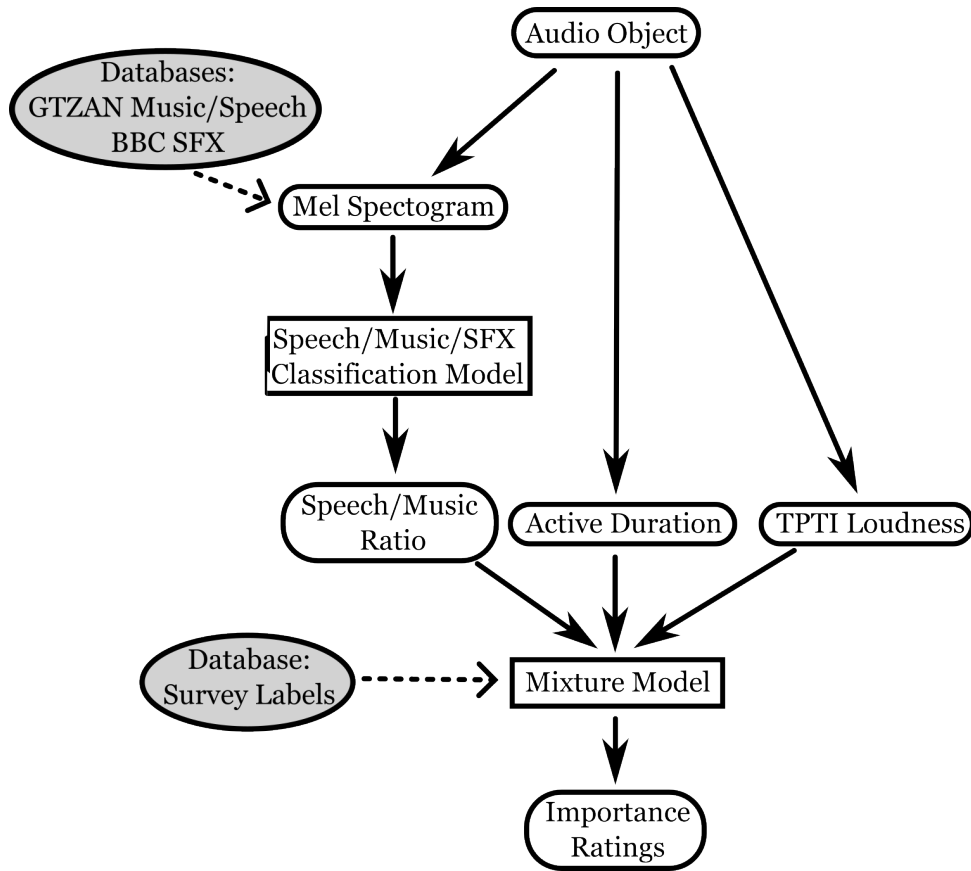 Audio Object
Databases:
GTZAN Music/Speech
BBC SFX
Mel Spectogram
Speech/Music/SFX
Classification Model
Speech/Music
Ratio
Active Duration
TPTI Loudness
Database:
Survey Labels
Mixture Model
Importance
Ratings